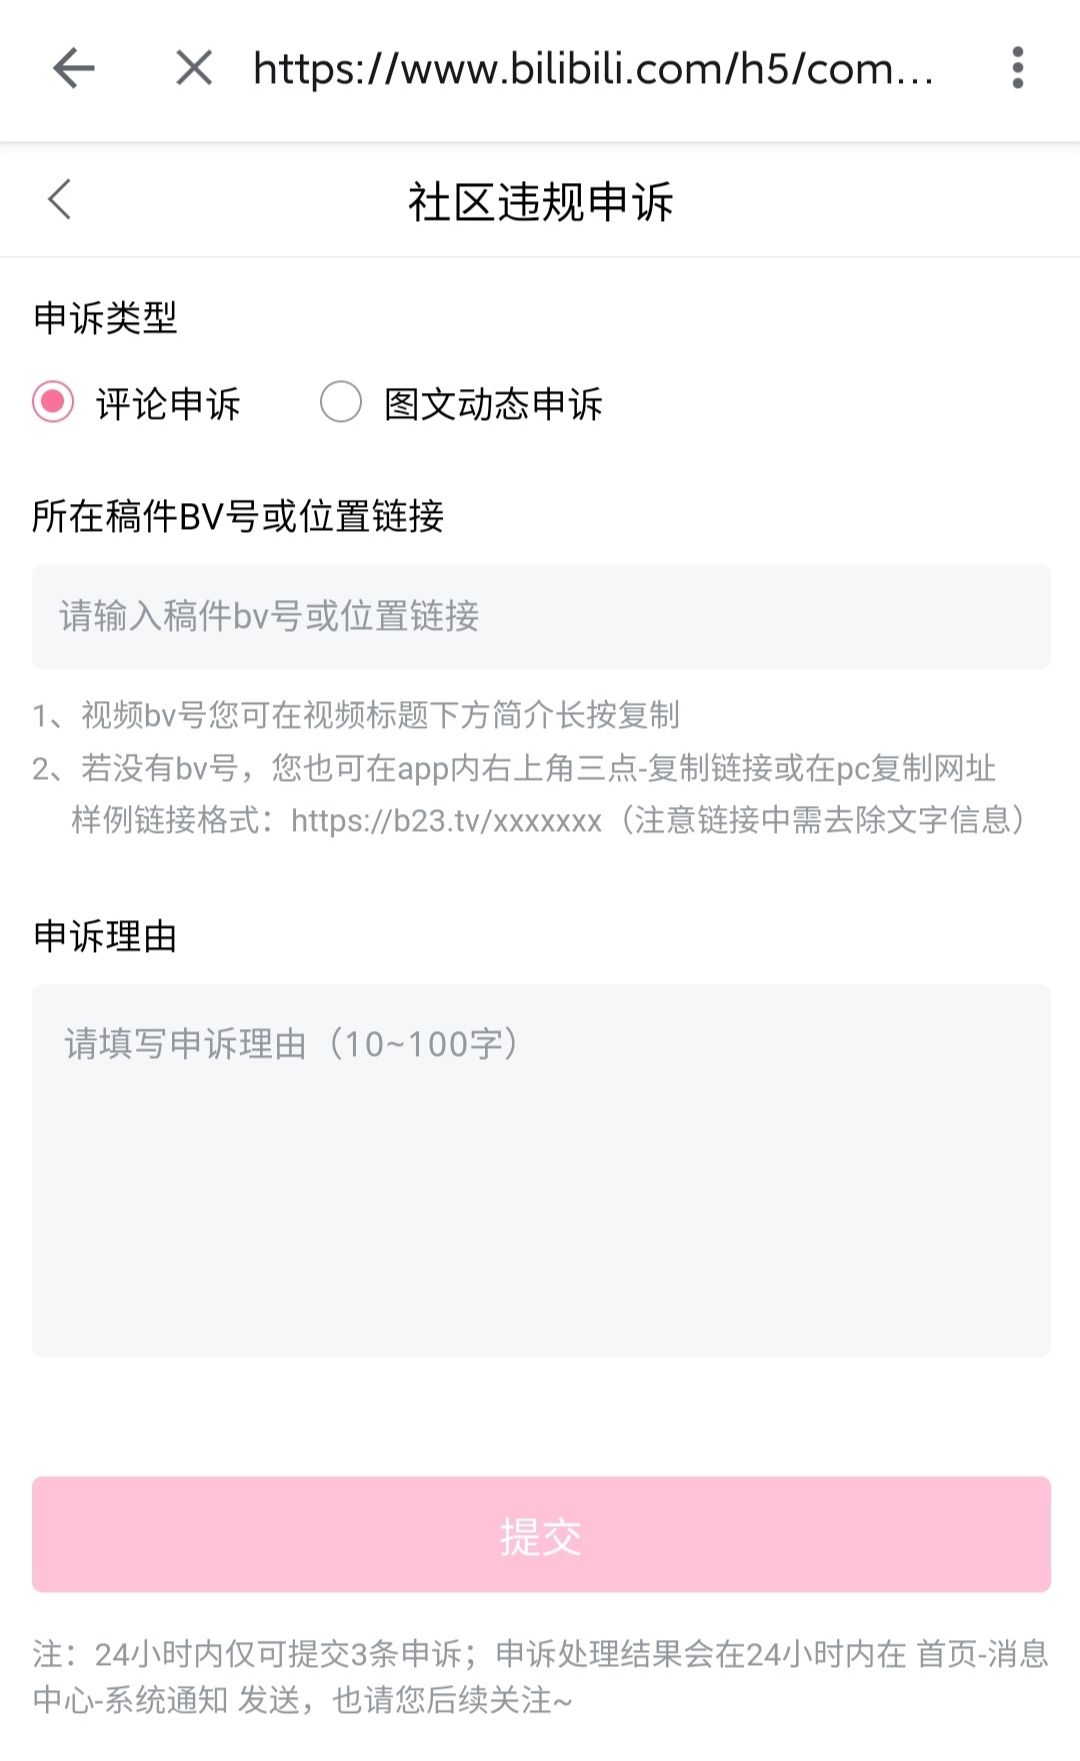 https://www.bilibili.com/h5/com...
社区违规申诉
申诉类型
评论申诉 图文动态申诉
所在稿件BV号或位置链接
请输入稿件bv号或位置链接
1、视频bv号您可在视频标题下方简介长按复制
2、若没有bv号，您也可在app内右上角三点-复制链接或在pc复制网址
样例链接格式：https://b23.tv/xxxxxxx（注意链接中需去除文字信息）
申诉理由
请填写申诉理由（10~100字）
提交
注：24小时内仅可提交3条申诉；申诉处理结果会在24小时内在 首页-消息
中心-系统通知 发送，也请您后续关注~